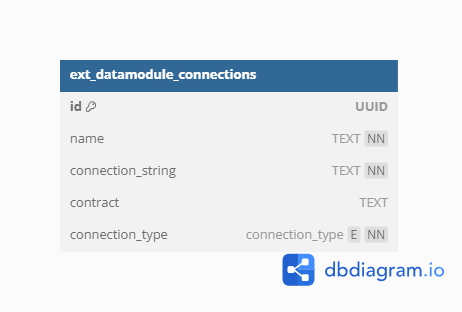 ext_datamodule_connections
id UUID
name TEXT NN
connection_string TEXT NN
contract TEXT
connection_type connection_type E NN
dbdiagram.io